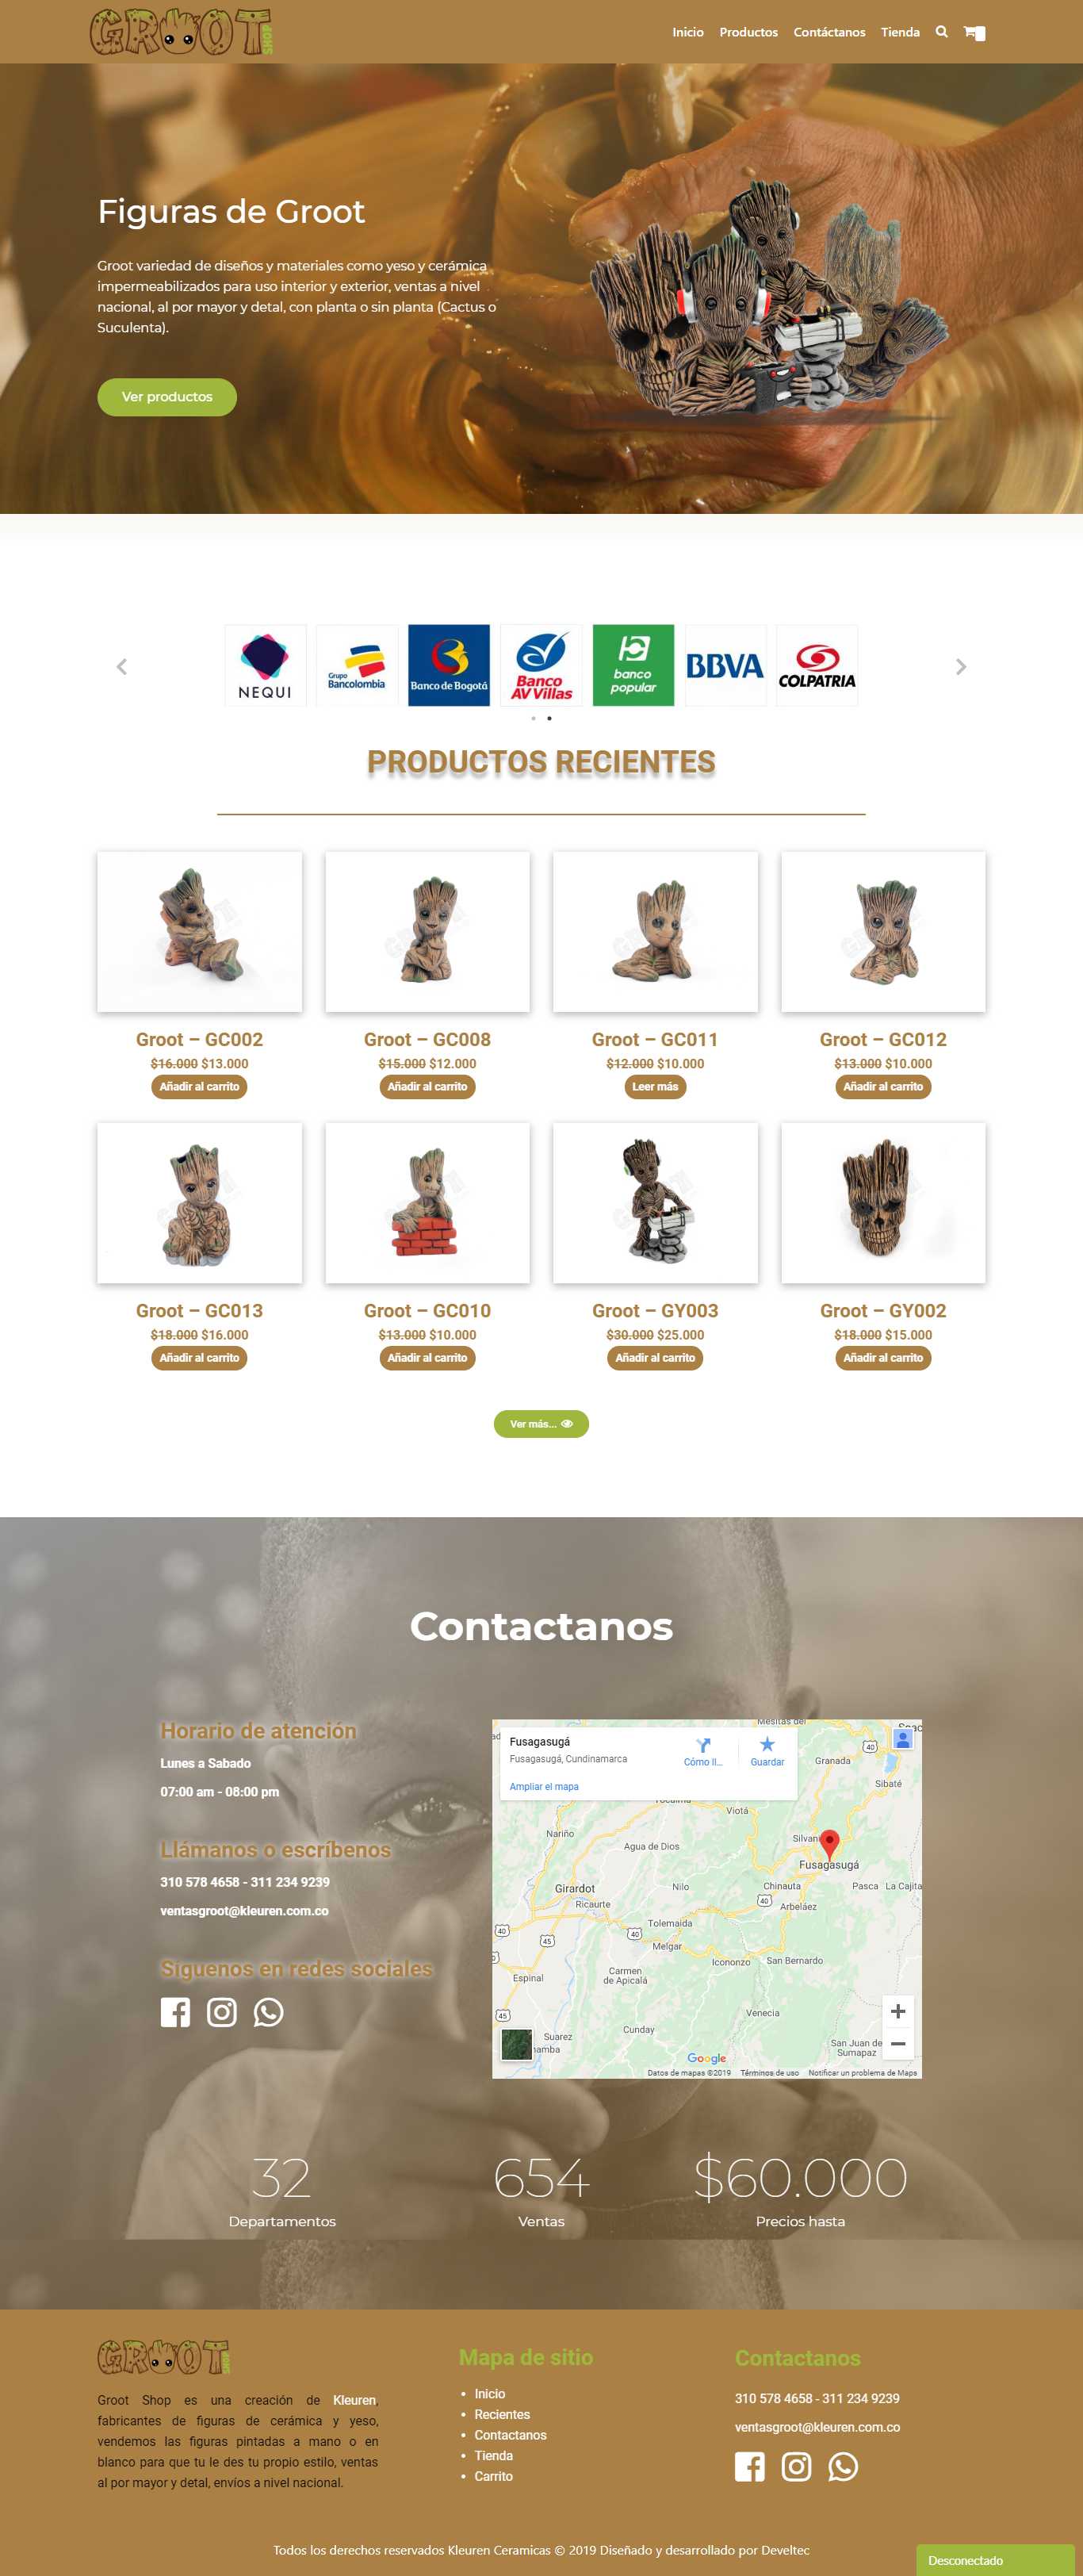 GROOT SHOP
Inicio Productos Contáctanos Tienda
Figuras de Groot
Groot variedad de diseños y materiales como yeso y cerámica
impermeabilizados para uso interior y exterior, ventas a nivel
nacional, al por mayor y detal, con planta o sin planta (Cactus o
Suculenta).
Ver productos
NEQUI
Grupo
Bancolombia
Banco de Bogotá
Banco
AV Villas
banco
popular
BBVA
COLPATRIA
PRODUCTOS RECIENTES
Groot – GC002
$16.000 $13.000
Añadir al carrito
Groot – GC008
$15.000 $12.000
Añadir al carrito
Groot – GC011
$12.000 $10.000
Leer más
Groot – GC012
$13.000 $10.000
Añadir al carrito
Groot – GC013
$18.000 $16.000
Añadir al carrito
Groot – GC010
$13.000 $10.000
Añadir al carrito
Groot – GY003
$30.000 $25.000
Añadir al carrito
Groot – GY002
$18.000 $15.000
Añadir al carrito
Ver más...
Contactanos
Horario de atención
Lunes a Sabado
07:00 am - 08:00 pm
Llámanos o escríbenos
310 578 4658 - 311 234 9239
ventasgroot@kleuren.com.co
Síguenos en redes sociales
Fusagasugá
Fusagasugá, Cundinamarca
Ampliar el mapa
Cómo ll...
Guardar
Mesitas del
40
Granada
Sibaté
Viotá
Nariño
Agua de Dios
Silvan
Fusagasugá
Girardot
Nilo
Chinauta
Pasca
La Cajita
Ricaurte
40
Arbeláez
Tolemaida
40
45
40
Melgar
Icononzo
San Bernardo
Carmen
de Apicalá
Espinal
45
Venecia
Cunday
Suarez
San Juan de
Sumapaz
Google
Datos de mapas ©2019 Términos de uso Notificar un problema de Maps
32
Departamentos
654
Ventas
$60.000
Precios hasta
GROOT SHOP
Groot Shop es una creación de Kleuren,
fabricantes de figuras de cerámica y yeso,
vendemos las figuras pintadas a mano o en
blanco para que tu le des tu propio estilo, ventas
al por mayor y detal, envíos a nivel nacional.
Mapa de sitio
Inicio
Recientes
Contactanos
Tienda
Carrito
Contactanos
310 578 4658 - 311 234 9239
ventasgroot@kleuren.com.co
Todos los derechos reservados Kleuren Ceramicas © 2019 Diseñado y desarrollado por Develtec
Desconectado